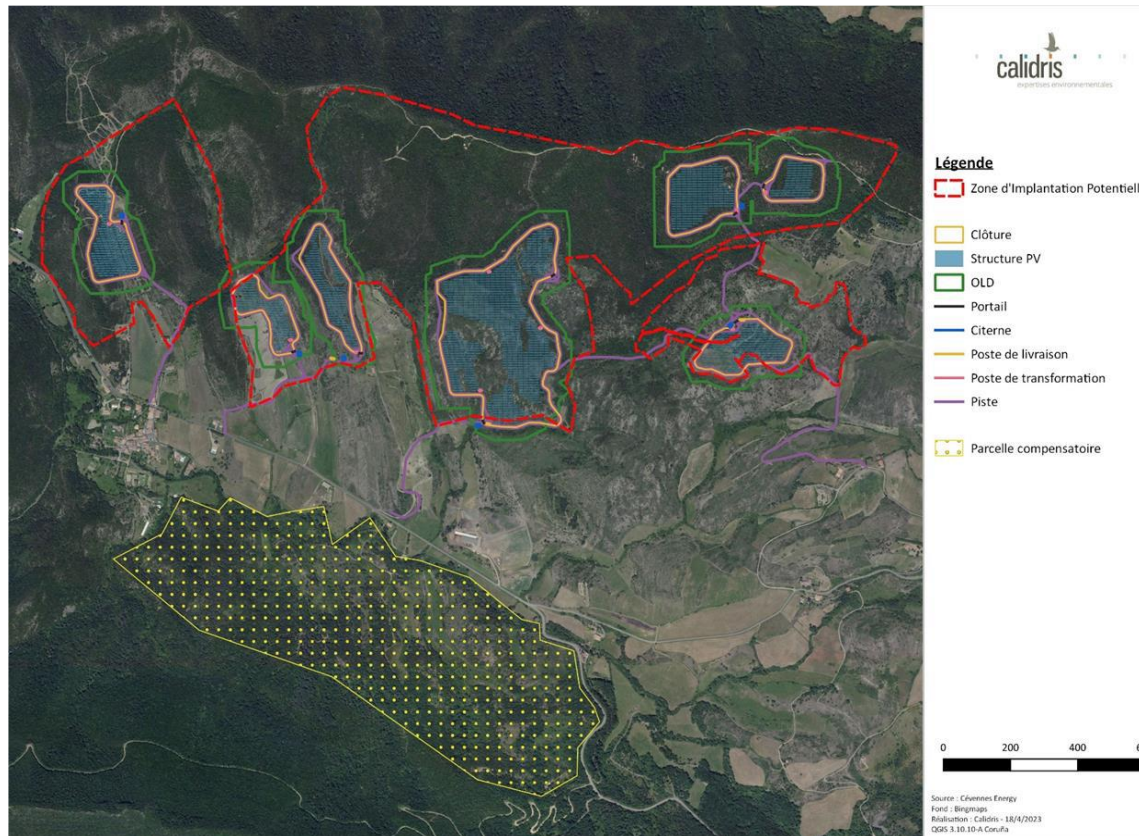 calidris
expertises environnementales
Légende
Zone d'Implantation Potentiell
Clôture
Structure PV
OLD
Portail
Citerne
Poste de livraison
Poste de transformation
Piste
Parcelle compensatoire
0 200 400 6
Source : Cévennes Energy
Fond : Bingmaps
Réalisation : Calidris - 18/4/2023
QGIS 3.10.10-A Coruña